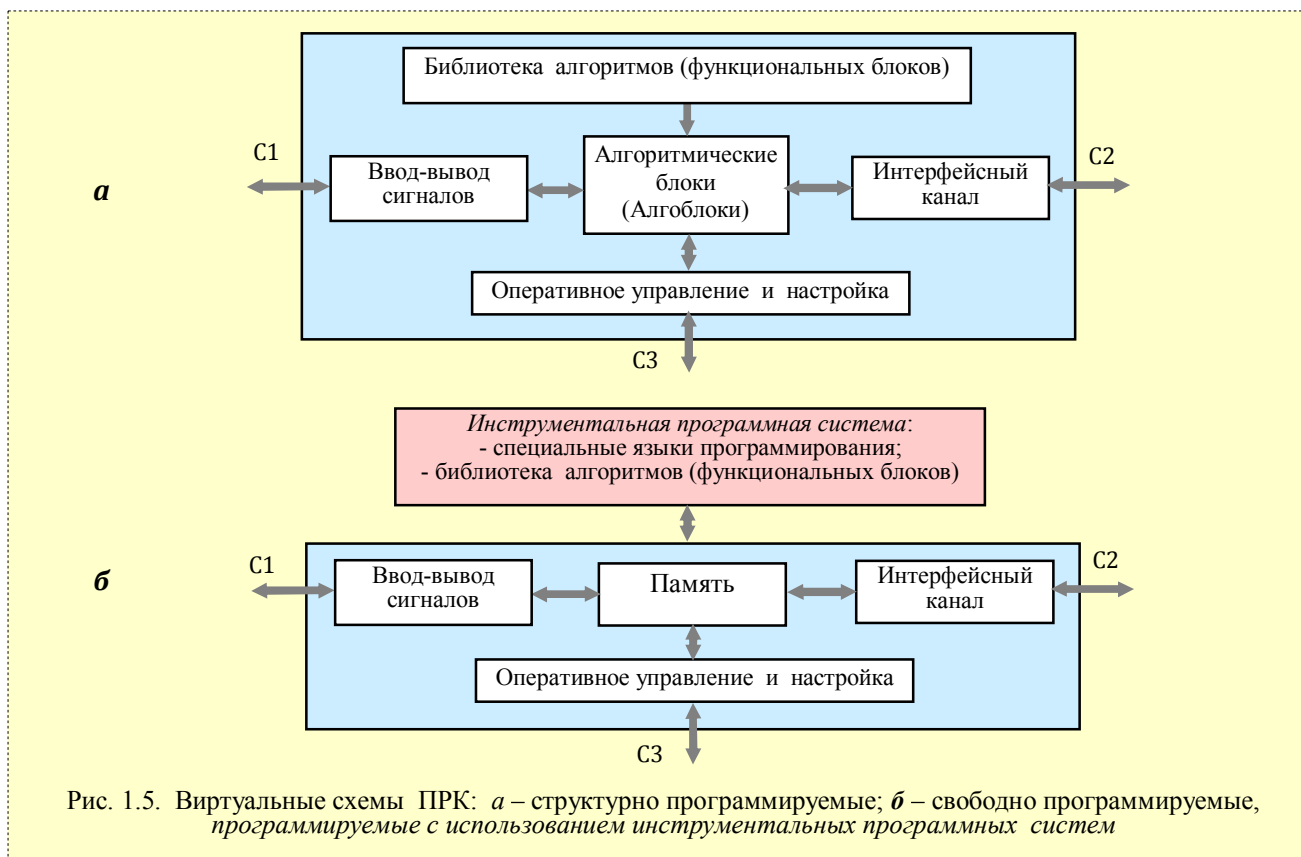 Библиотека алгоритмов (функциональных блоков)
С1
Ввод-вывод
сигналов
Алгоритмические
блоки
(Алгоблоки)
Интерфейсный
канал
С2
а
Оперативное управление и настройка
С3
Инструментальная программная система:
- специальные языки программирования;
- библиотека алгоритмов (функциональных блоков)
С1
Ввод-вывод
сигналов
Память
Интерфейсный
канал
С2
б
Оперативное управление и настройка
С3
Рис. 1.5. Виртуальные схемы ПРК: а – структурно программируемые; б – свободно программируемые,
программируемые с использованием инструментальных программных систем